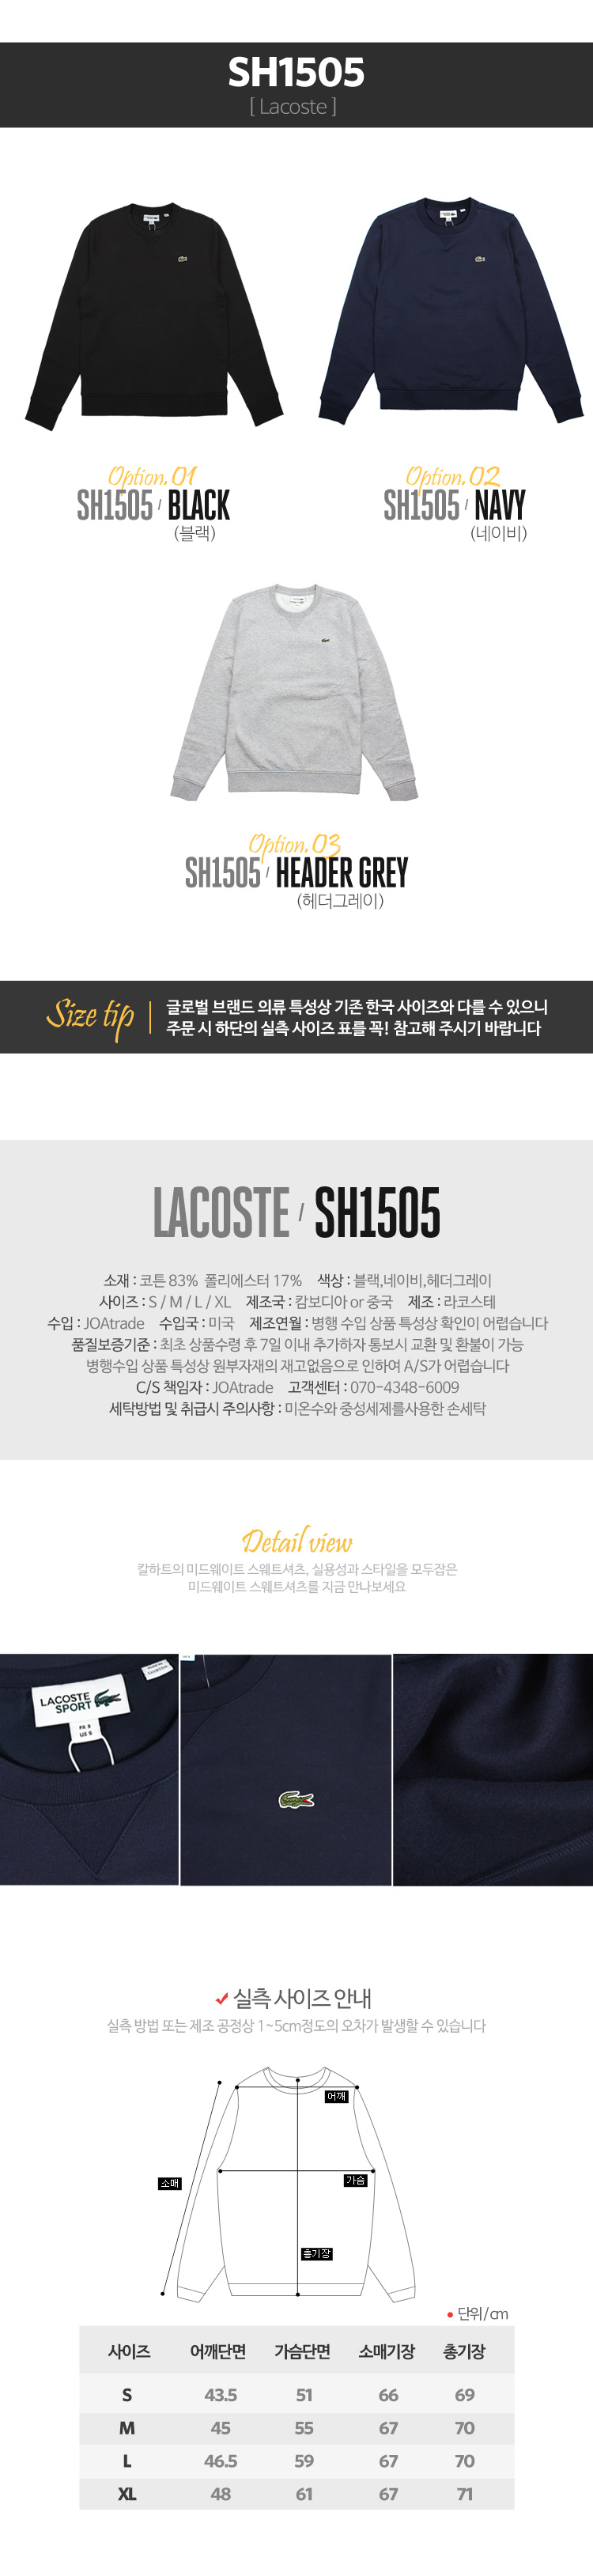 SH1505
[ Lacoste ]
Option. 01
SH1505 / BLACK
(블랙)
Option. 02
SH1505 / NAVY
(네이비)
Option. 03
SH1505 / HEADER GREY
(헤더그레이)
Size tip
글로벌 브랜드 의류 특성상 기존 한국 사이즈와 다를 수 있으니
주문 시 하단의 실측 사이즈 표를 꼭! 참고해 주시기 바랍니다
LACOSTE / SH1505
소재 : 코튼 83% 폴리에스터 17% 색상 : 블랙,네이비,헤더그레이
사이즈 : S / M / L / XL 제조국 : 캄보디아 or 중국 제조 : 라코스테
수입 : JOAtrade 수입국 : 미국 제조연월 : 병행 수입 상품 특성상 확인이 어렵습니다
품질보증기준 : 최초 상품수령 후 7일 이내 추가하자 통보시 교환 및 환불이 가능
병행수입 상품 특성상 원부자재의 재고없음으로 인하여 A/S가 어렵습니다
C/S 책임자 : JOAtrade 고객센터 : 070-4348-6009
세탁방법 및 취급시 주의사항 : 미온수와 중성세제를사용한 손세탁
Detail view
칼하트의 미드웨이트 스웨트셔츠, 실용성과 스타일을 모두잡은
미드웨이트 스웨트셔츠를 지금 만나보세요
LACOSTE
SPORT
FR 3
US S
실측 사이즈 안내
실측 방법 또는 제조 공정상 1~5cm정도의 오차가 발생할 수 있습니다
어깨
소매
가슴
총기장
• 단위/cm
사이즈 어깨단면 가슴단면 소매기장 총기장
S 43.5 51 66 69
M 45 55 67 70
L 46.5 59 67 70
XL 48 61 67 71